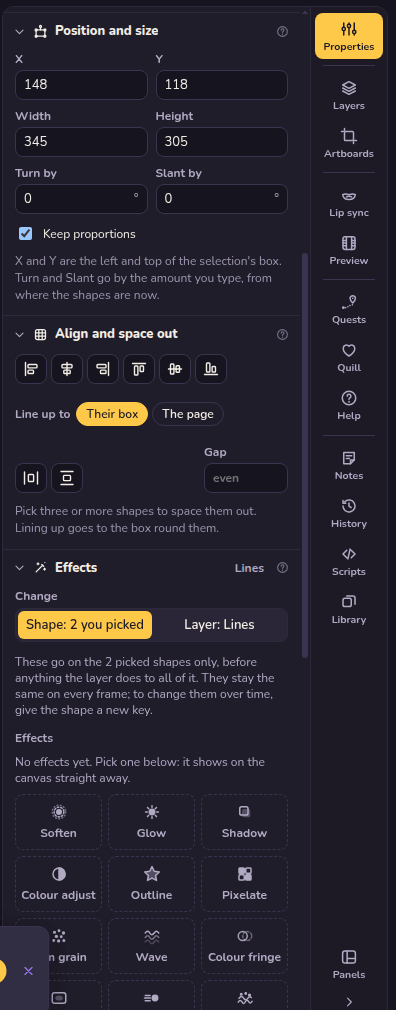 Position and size
X
Y
148
118
Width
Height
345
305
Turn by
Slant by
0 °
0 °
Keep proportions
X and Y are the left and top of the selection's box.
Turn and Slant go by the amount you type, from
where the shapes are now.
Align and space out
Line up to
Their box
The page
Gap
even
Pick three or more shapes to space them out.
Lining up goes to the box round them.
Effects
Lines
Change
Shape: 2 you picked
Layer: Lines
These go on the 2 picked shapes only, before
anything the layer does to all of it. They stay the
same on every frame; to change them over time,
give the shape a new key.
Effects
No effects yet. Pick one below: it shows on the
canvas straight away.
Soften
Glow
Shadow
Colour adjust
Outline
Pixelate
grain
Wave
Colour fringe
Properties
Layers
Artboards
Lip sync
Preview
Quests
Quill
Help
Notes
History
Scripts
Library
Panels